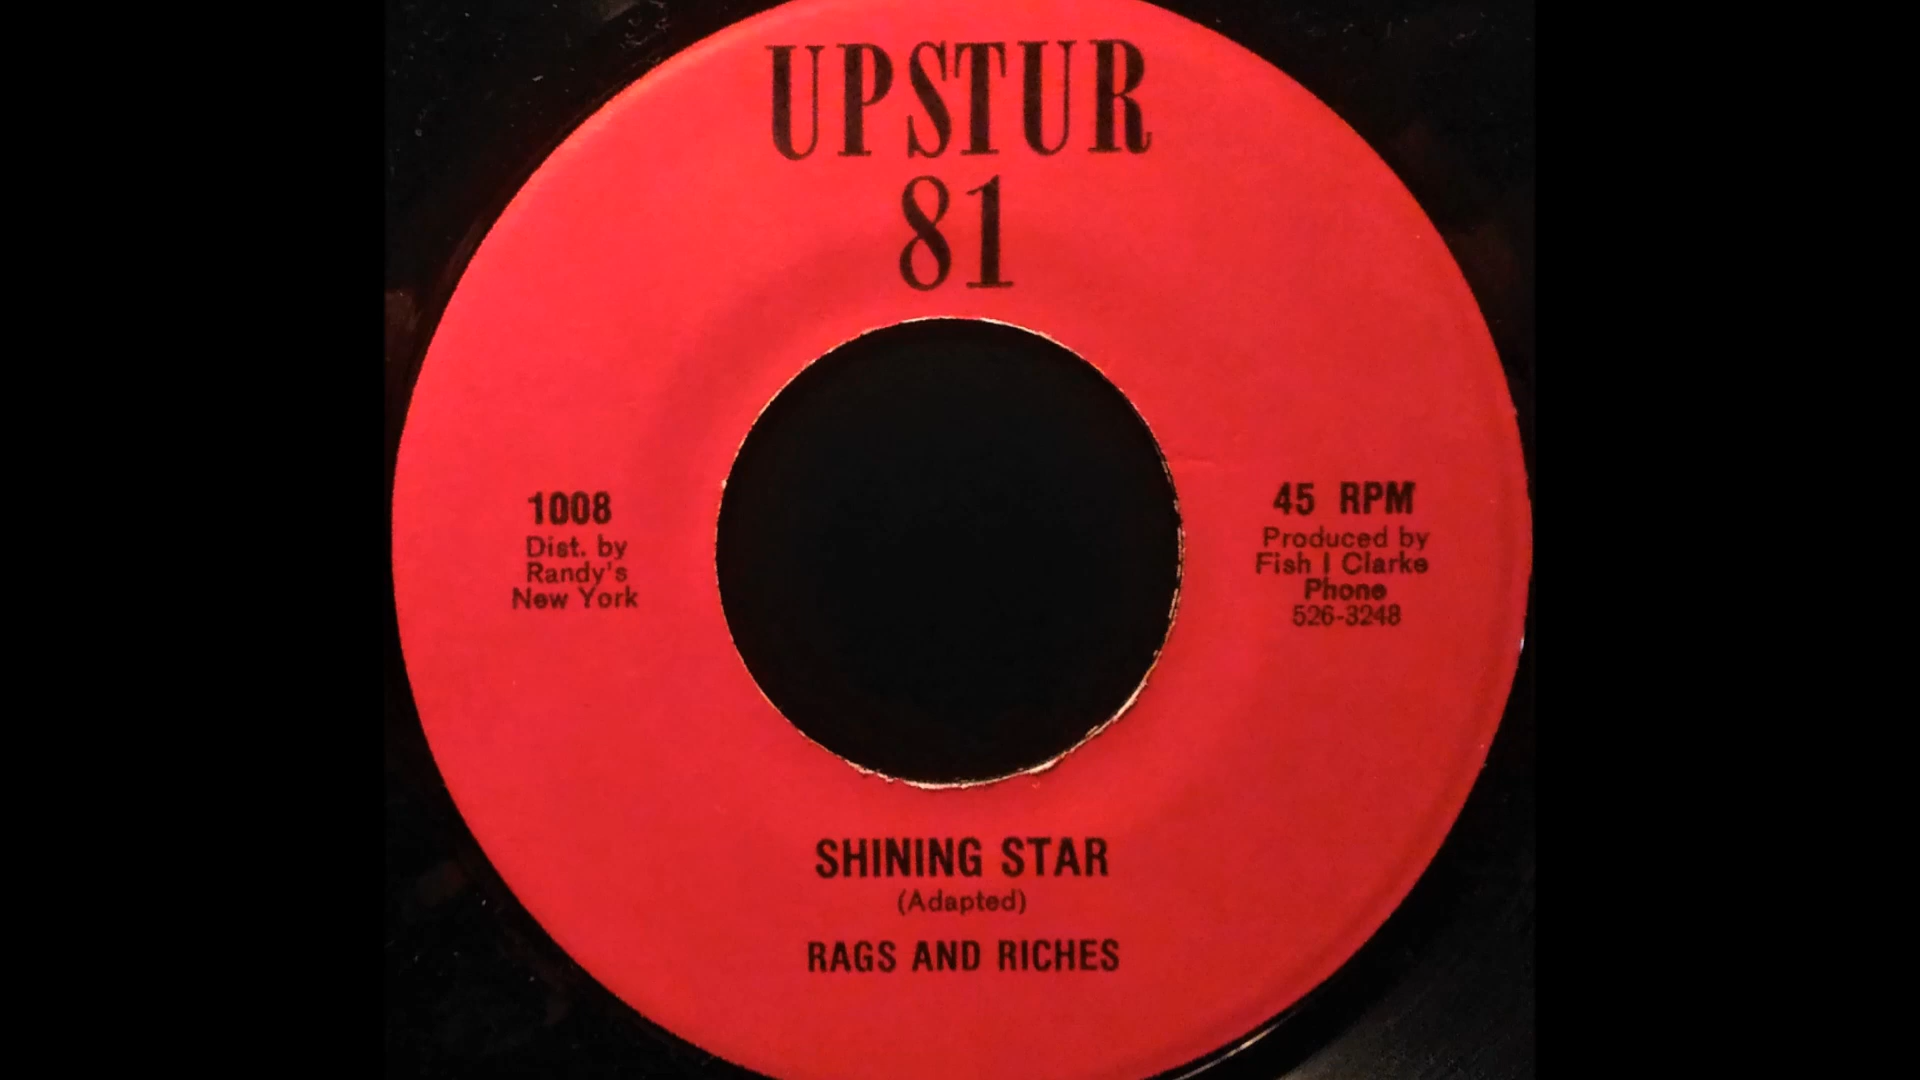 UPSTUR
81
1008
Dist. by
Randy's
New York
45 RPM
Produced by
Fish I Clarke
Phone
526-3248
SHINING STAR
(Adapted)
RAGS AND RICHES